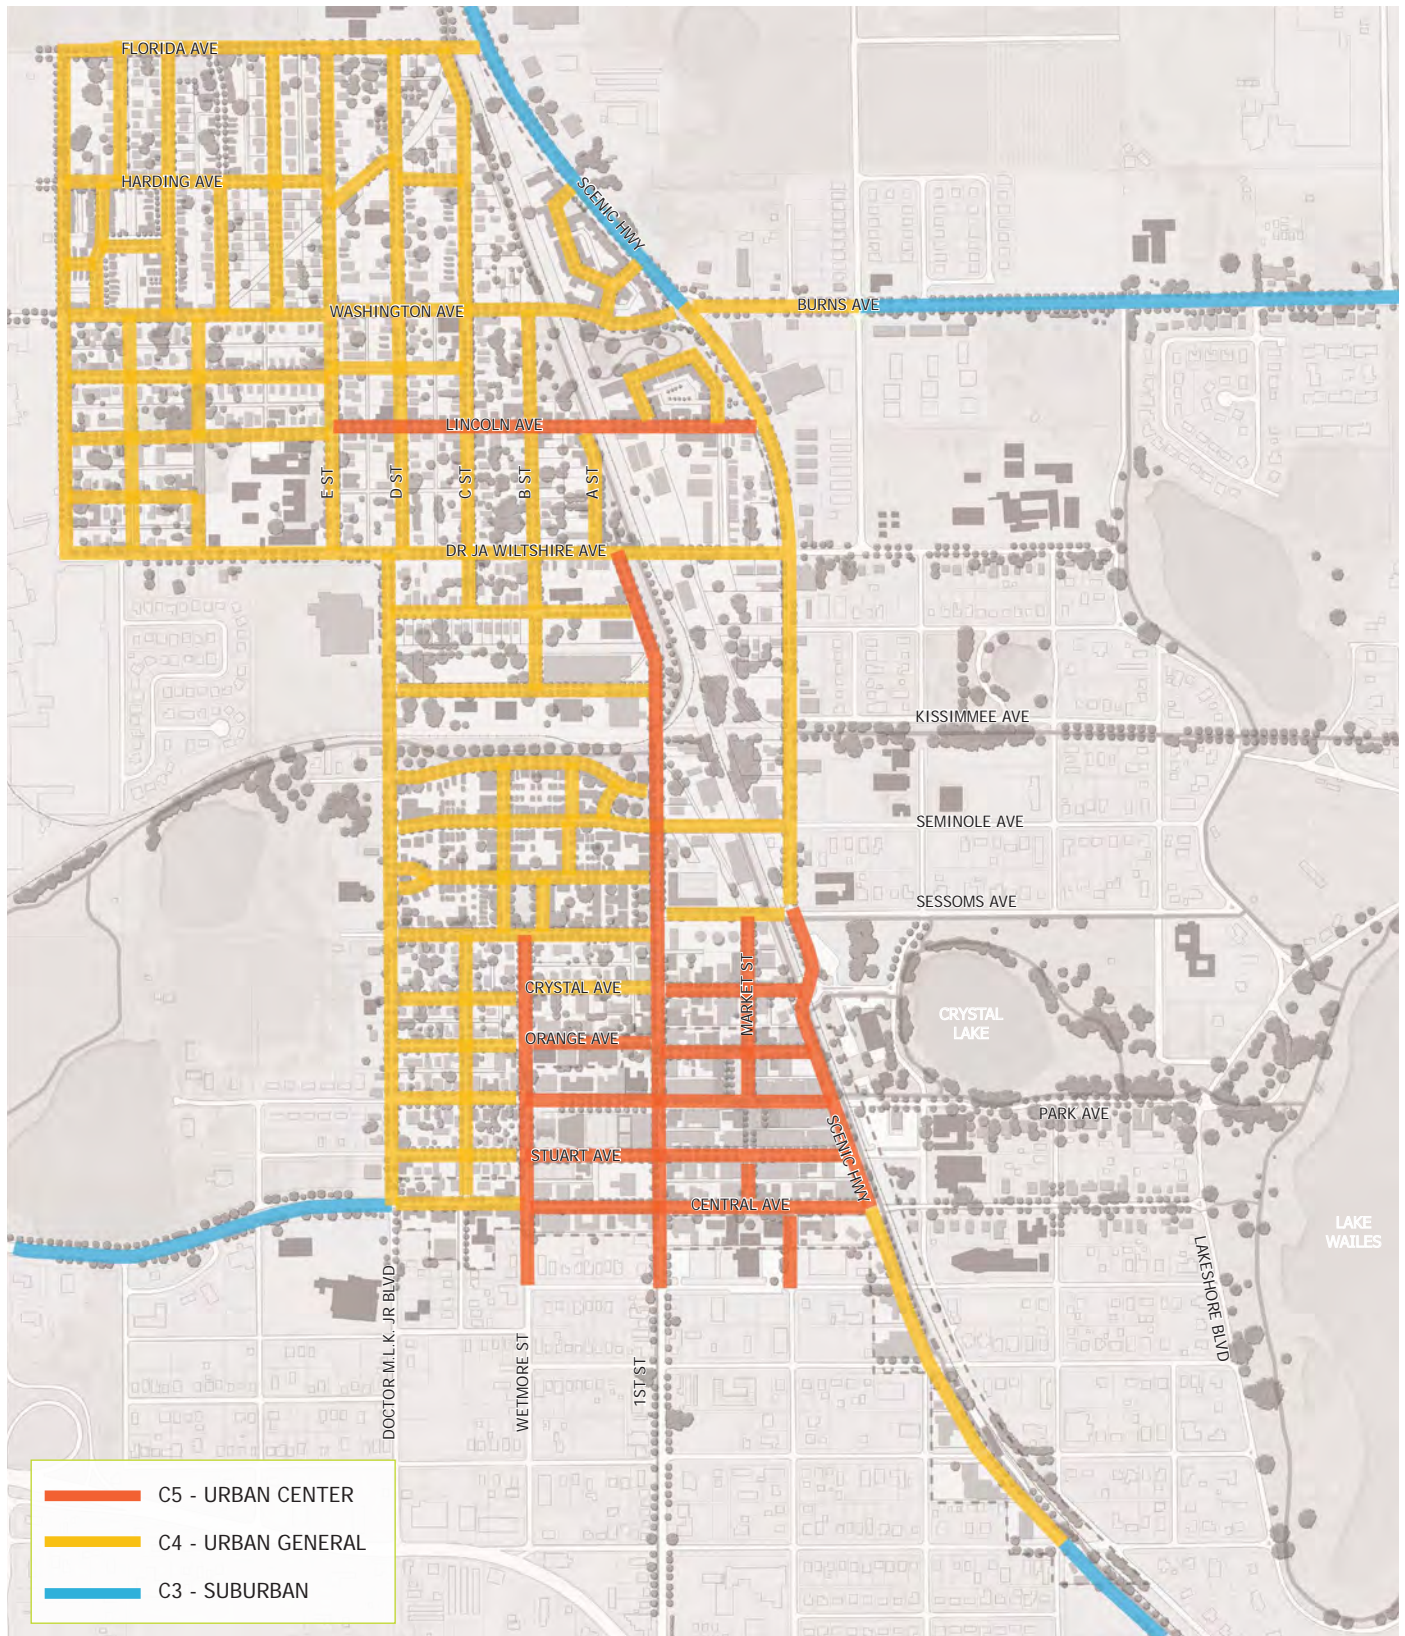 FLORIDA AVE
HARDING AVE
SCENIC HWY
WASHINGTON AVE
BURNS AVE
LINCOLN AVE
E ST
D ST
C ST
B ST
A ST
DR JA WILTSHIRE AVE
KISSIMMEE AVE
SEMINOLE AVE
SESSOMS AVE
MARKET ST
CRYSTAL AVE
CRYSTAL
LAKE
ORANGE AVE
PARK AVE
STUART AVE
SCENIC HWY
CENTRAL AVE
LAKE
WAILES
LAKESHORE BLVD
DOCTOR M.L.K. JR BLVD
WETMORE ST
1ST ST
C5 - URBAN CENTER
C4 - URBAN GENERAL
C3 - SUBURBAN